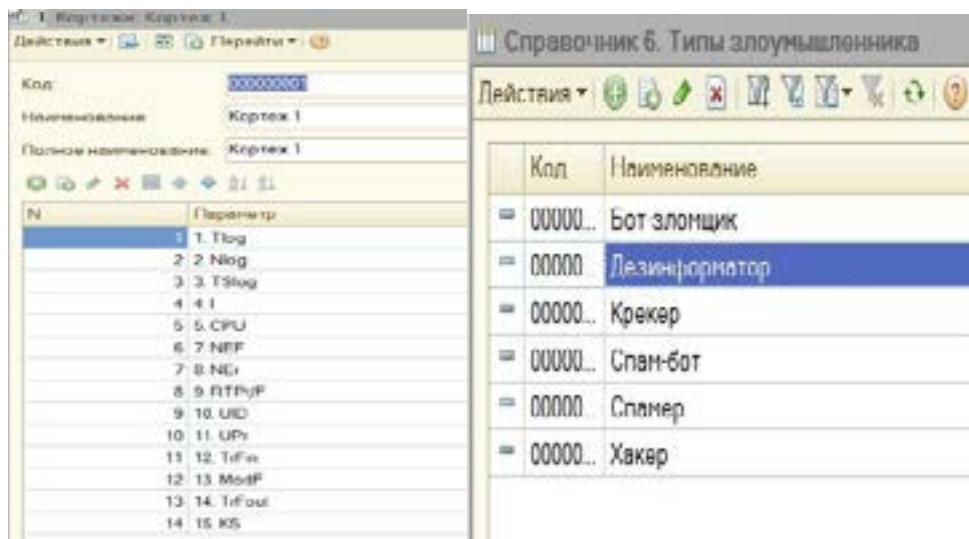 1 Кортежи: Кортеж 1
Действия Перейти
Код: 000000001
Наименование: Кортеж 1
Полное наименование: Кортеж 1
N Параметр
1 1. Tlog
2 2 Nlog
3 3. TSlog
4 4 I
5 5. CPU
6 7 NEF
7 8. NEr
8 9. RTPr/F
9 10. UID
10 11. UPr
11 12. TrFin
12 13. ModF
13 14. TrFout
14 15. KS
Справочник 6. Типы злоумышленника
Действия
Код Наименование
00000... Бот зломщик
00000... Дезинформатор
00000... Крекер
00000... Спам-бот
00000... Спамер
00000... Хакер